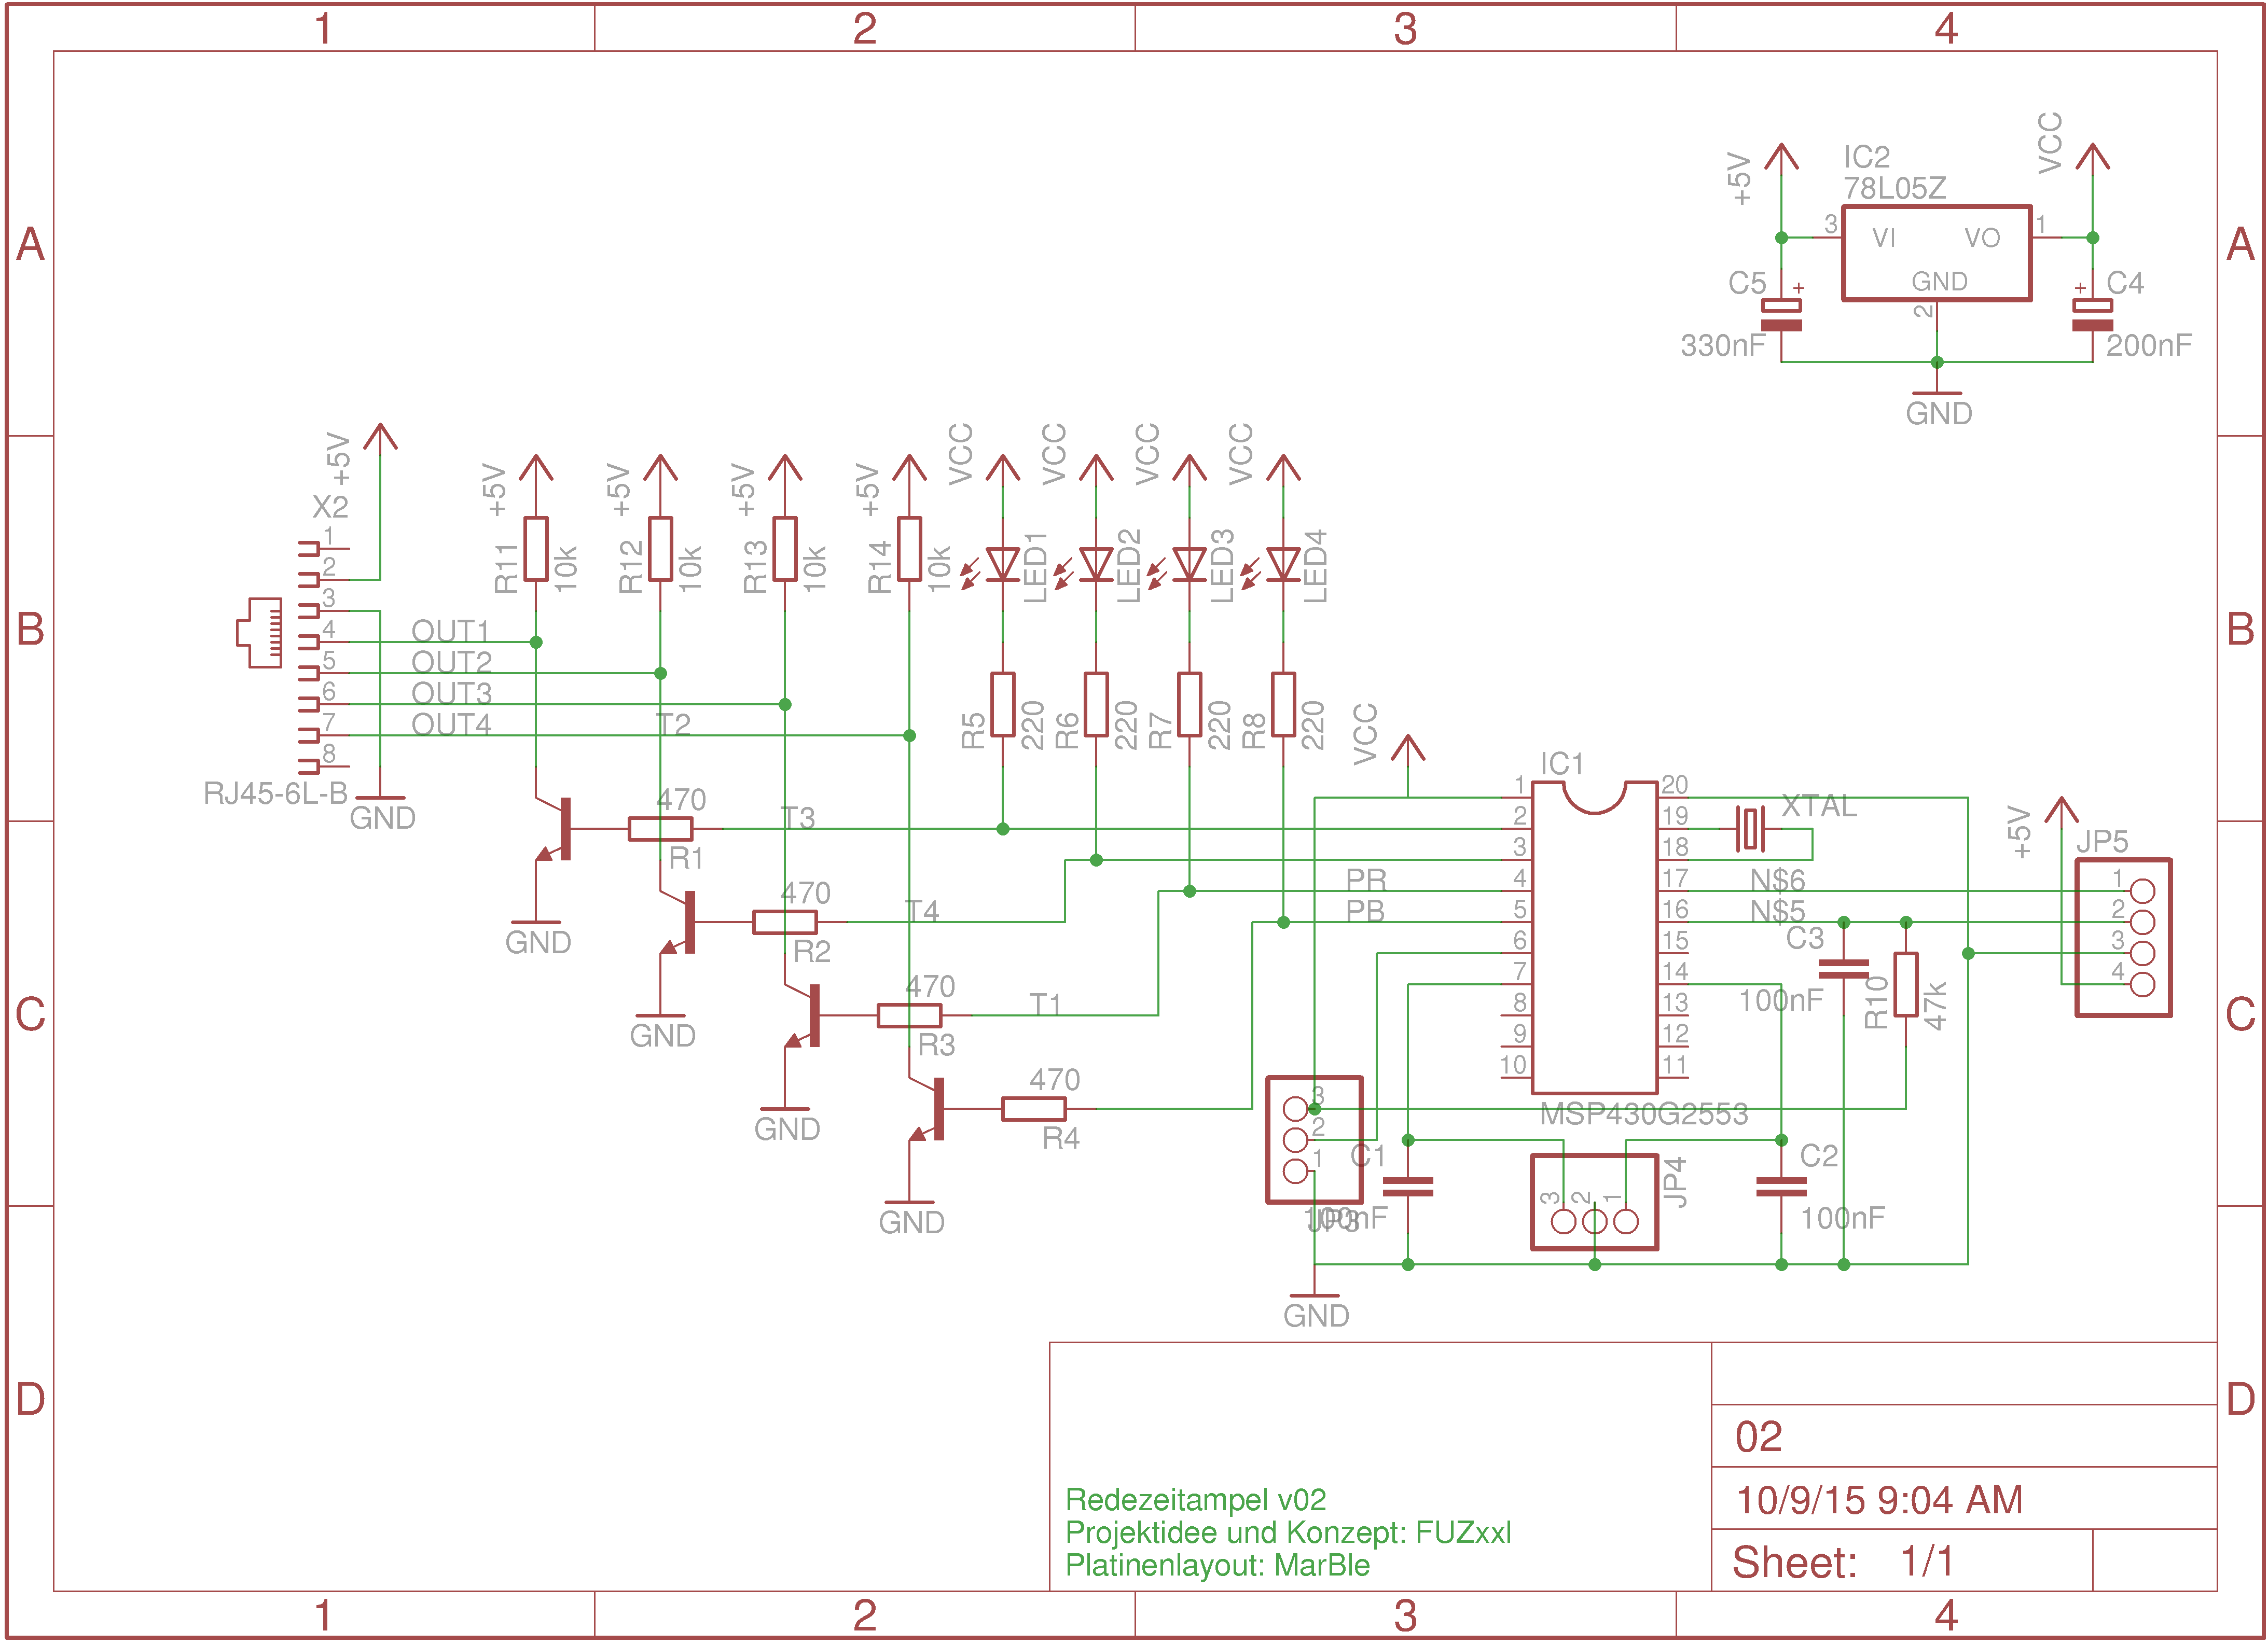 1 2 3 4
A A
+5V
IC2
78L05Z
VCC
3 VI VO 1
GND
2
C5 +
330nF
+ C4
200nF
GND
B B
+5V
X2
1
2
3
4
5
6
7
8
RJ45-6L-B
GND
OUT1
OUT2
OUT3
OUT4
+5V +5V +5V +5V VCC VCC VCC VCC
R11 10k R12 10k R13 10k R14 10k
LED1 LED2 LED3 LED4
R5 220 R6 220 R7 220 R8 220
VCC
T2
470
R1
T3
GND
470
R2
T4
GND
470
R3
T1
GND
470
R4
GND
PR
PB
IC1
1 20
2 19
3 18
4 17
5 16
6 15
7 14
8 13
9 12
10 11
MSP430G2553
XTAL
N$6
N$5
C3
100nF
R10
47k
+5V
JP5
1
2
3
4
C C
3
2
1
JP3
C1
100nF
3 2 1
JP4
C2
100nF
GND
D D
02
10/9/15 9:04 AM
Sheet: 1/1
Redezeitampel v02
Projektidee und Konzept: FUZxxl
Platinenlayout: MarBle
1 2 3 4